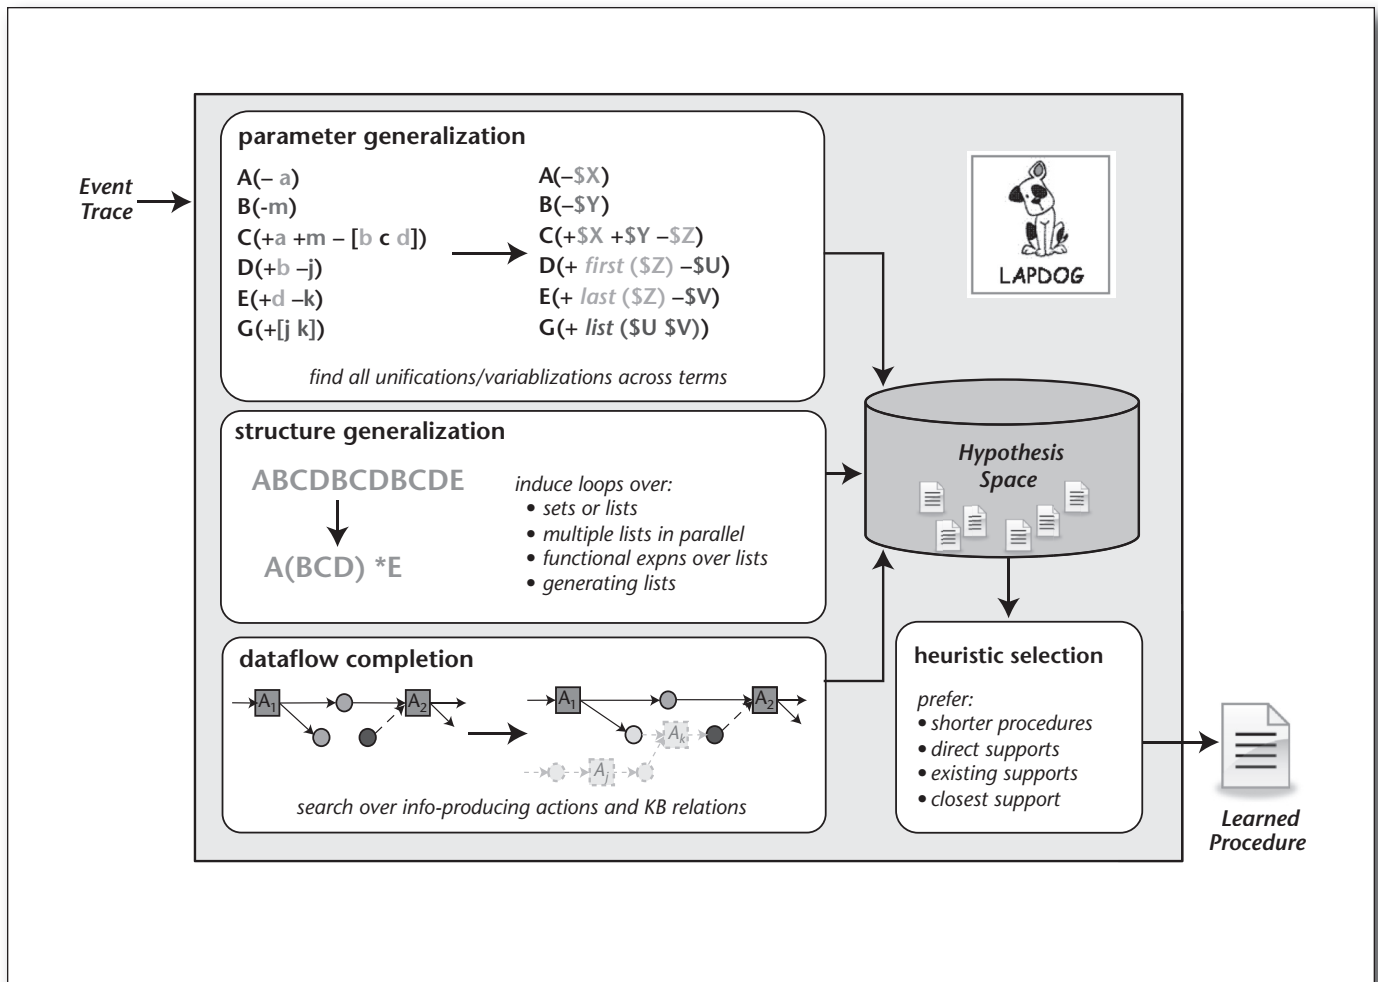 Event
Trace
parameter generalization
A(– a)
B(-m)
C(+a +m – [b c d])
D(+b –j)
E(+d –k)
G(+[j k])
A(–$X)
B(–$Y)
C(+$X +$Y –$Z)
D(+ first ($Z) –$U)
E(+ last ($Z) –$V)
G(+ list ($U $V))
find all unifications/variablizations across terms
LAPDOG
structure generalization
ABCDBCDBCDE
A(BCD) *E
induce loops over:
• sets or lists
• multiple lists in parallel
• functional expns over lists
• generating lists
Hypothesis
Space
dataflow completion
A1
A2
A1
A2
Ak
Aj
search over info-producing actions and KB relations
heuristic selection
prefer:
• shorter procedures
• direct supports
• existing supports
• closest support
Learned
Procedure